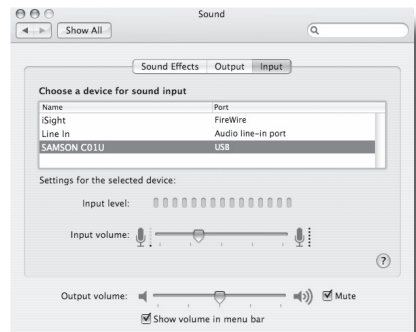 Sound
Show All
Sound Effects Output Input
Choose a device for sound input
Name Port
iSight FireWire
Line In Audio line-in port
SAMSON C01U USB
Settings for the selected device:
Input level:
Input volume:
?
Output volume: Mute
Show volume in menu bar